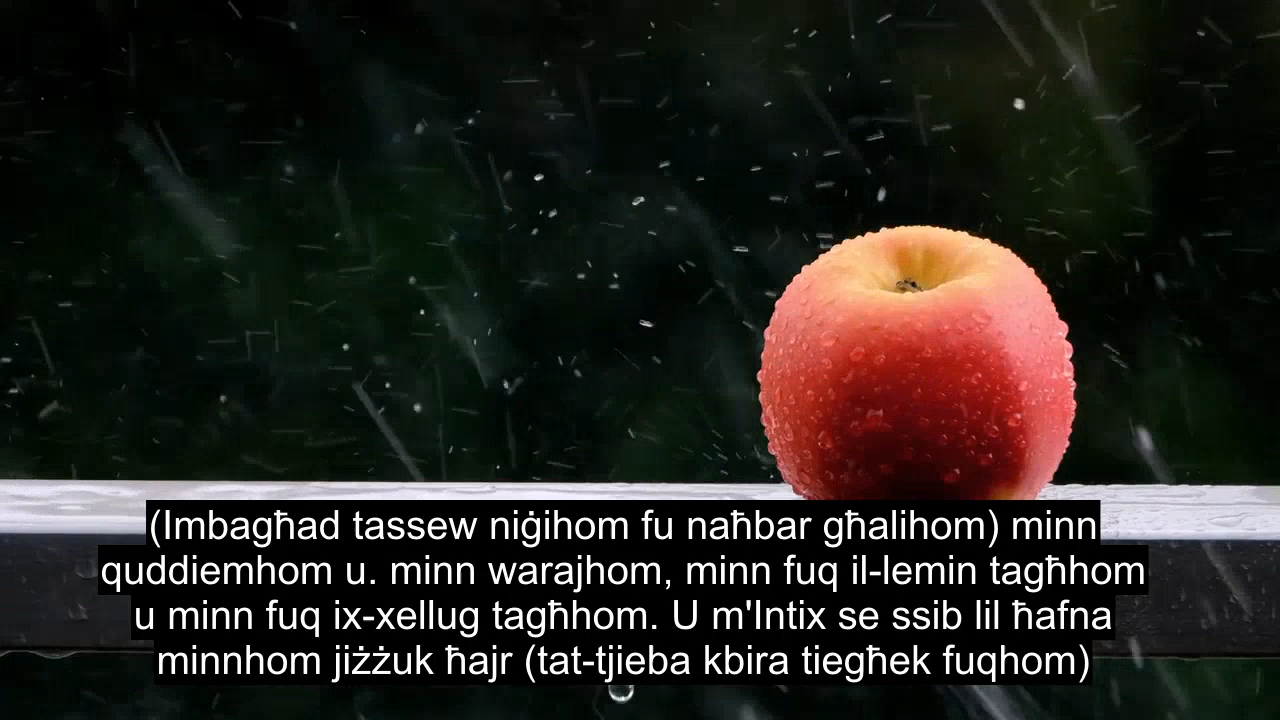 (Imbagħad tassew niġihom fu naħbar għalihom) minn
quddiemhom u. minn warajhom, minn fuq il-lemin tagħhom
u minn fuq ix-xellug tagħhom. U m'Intix se ssib lil ħafna
minnhom jiżżuk ħajr (tat-tjieba kbira tiegħek fuqhom)